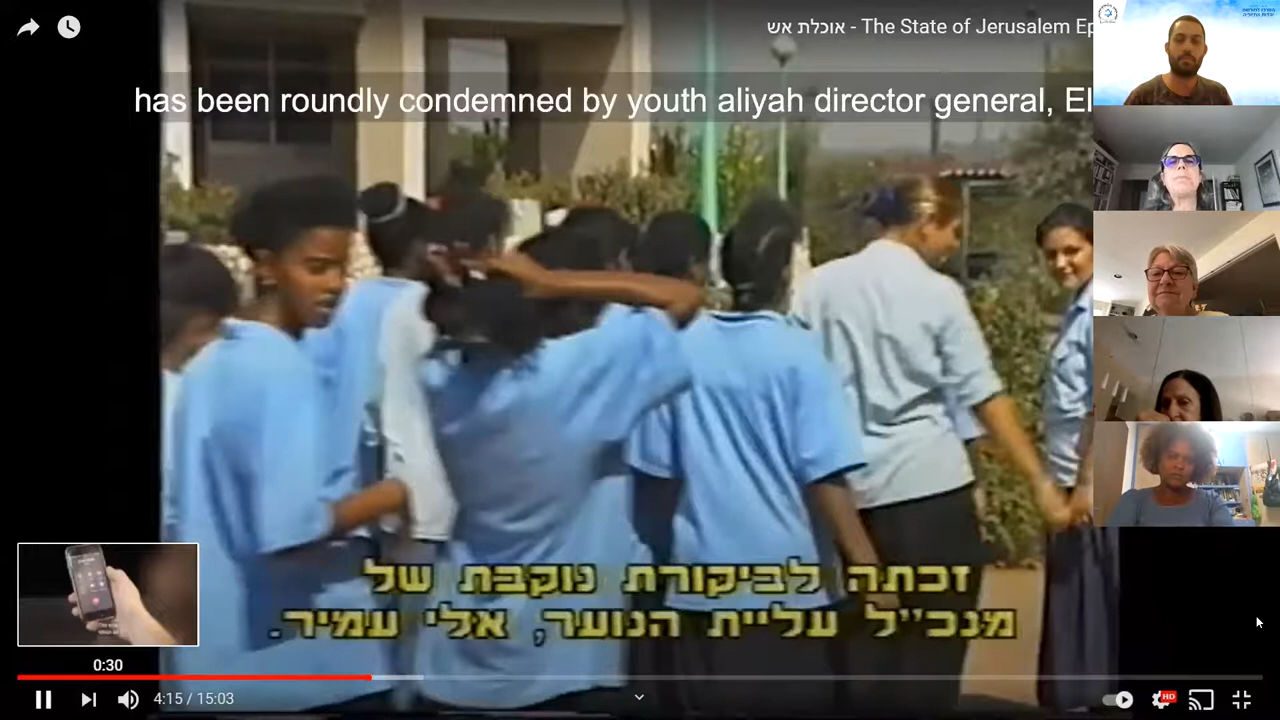 אוכלת אש - The State of Jerusalem Ep
has been roundly condemned by youth aliyah director general, El
זכתה לביקורת נוקבת של
מנכ״ל עליית הנוער, אלי עמיר.
0:30
4:15 / 15:03
HD